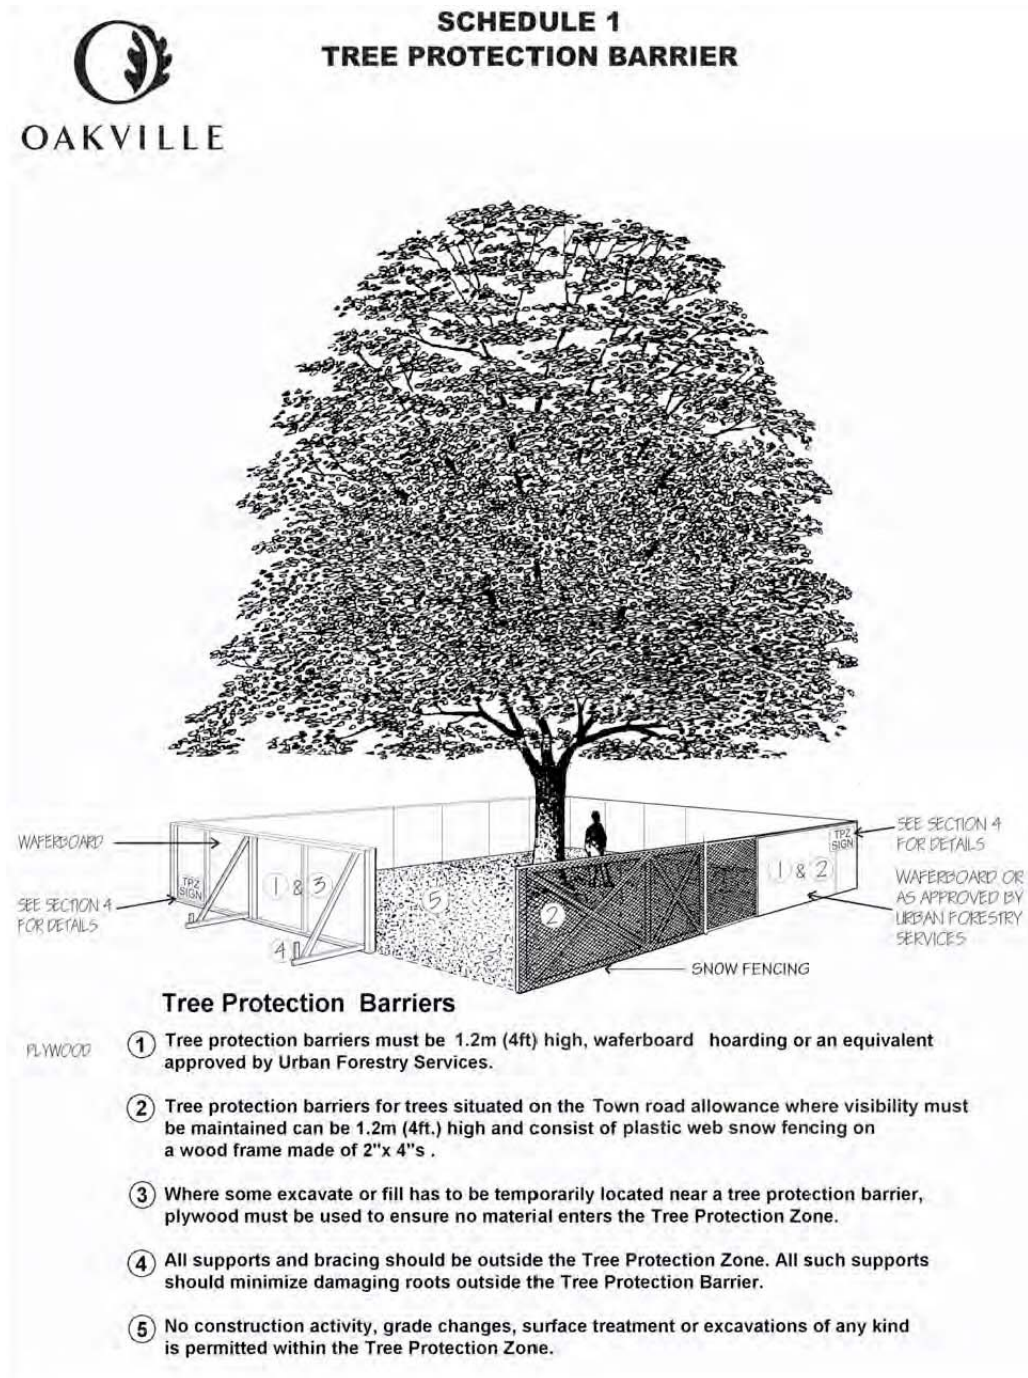 SCHEDULE 1
TREE PROTECTION BARRIER
OAKVILLE
WAFERBOARD
SEE SECTION 4
FOR DETAILS
TPZ
SIGN
1 & 3
4
5
2
1 & 2
TPZ
SIGN
SEE SECTION 4
FOR DETAILS
WAFERBOARD OR
AS APPROVED BY
URBAN FORESTRY
SERVICES
SNOW FENCING
Tree Protection Barriers
PLYWOOD
1 Tree protection barriers must be 1.2m (4ft) high, waferboard hoarding or an equivalent
approved by Urban Forestry Services.
2 Tree protection barriers for trees situated on the Town road allowance where visibility must
be maintained can be 1.2m (4ft.) high and consist of plastic web snow fencing on
a wood frame made of 2"x 4"s .
3 Where some excavate or fill has to be temporarily located near a tree protection barrier,
plywood must be used to ensure no material enters the Tree Protection Zone.
4 All supports and bracing should be outside the Tree Protection Zone. All such supports
should minimize damaging roots outside the Tree Protection Barrier.
5 No construction activity, grade changes, surface treatment or excavations of any kind
is permitted within the Tree Protection Zone.